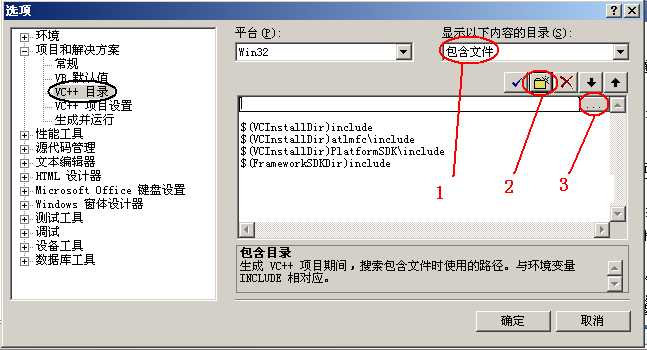 选项
环境
项目和解决方案
常规
VB 默认值
VC++ 目录
VC++ 项目设置
生成并运行
性能工具
源代码管理
文本编辑器
HTML 设计器
Microsoft Office 键盘设置
Windows 窗体设计器
测试工具
调试
设备工具
数据库工具
平台(P):
Win32
显示以下内容的目录(S):
包含文件
...
$(VCInstallDir)include
$(VCInstallDir)atlmfc\include
$(VCInstallDir)PlatformSDK\include
$(FrameworkSDKDir)include
1
2
3
包含目录
生成 VC++ 项目期间，搜索包含文件时使用的路径。与环境变量
INCLUDE 相对应。
确定
取消